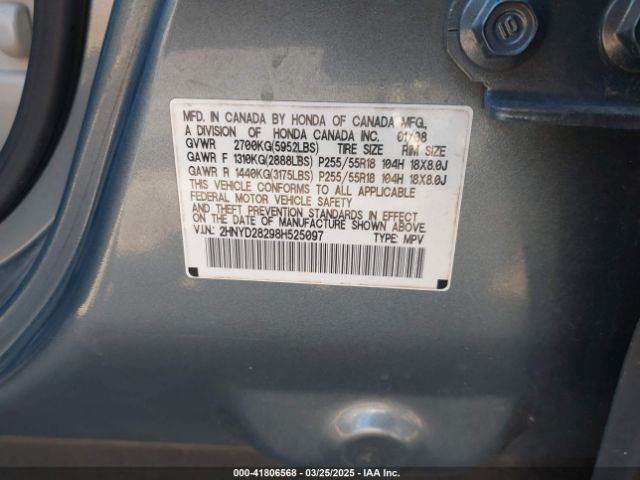 MFD. IN CANADA BY HONDA OF CANADA MFG.,
A DIVISION OF HONDA CANADA INC. 01/08
GVWR 2700KG(5952LBS) TIRE SIZE RIM SIZE
GAWR F 1310KG(2888LBS) P255/55R18 104H 18X8.0J
GAWR R 1440KG(3175LBS) P255/55R18 104H 18X8.0J
THIS VEHICLE CONFORMS TO ALL APPLICABLE
FEDERAL MOTOR VEHICLE SAFETY
AND THEFT PREVENTION STANDARDS IN EFFECT
ON THE DATE OF MANUFACTURE SHOWN ABOVE.
V.I.N.: 2HNYD28298H525097 TYPE: MPV
10
000-41806568 | 03/25/2025 | IAA Inc.